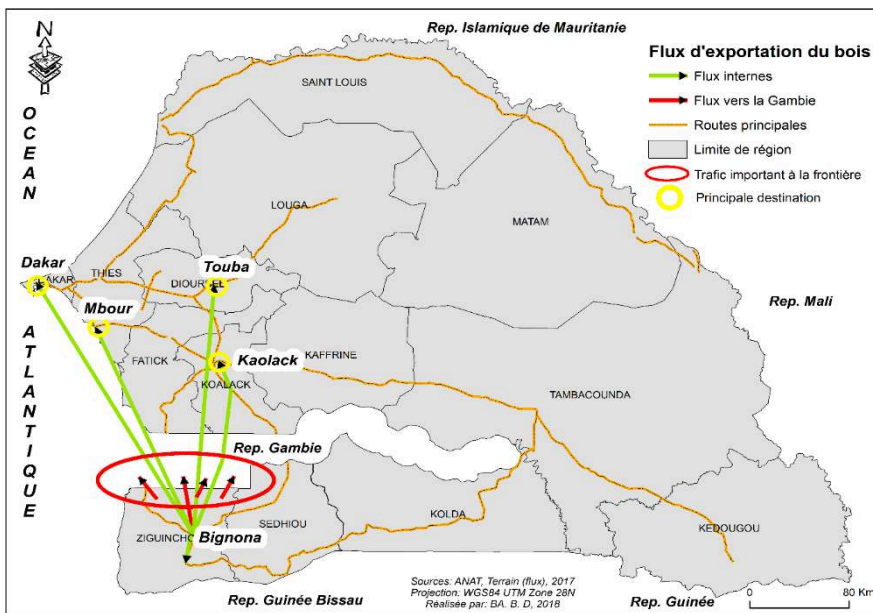 N
Rep. Islamique de Mauritanie
Flux d'exportation du bois
Flux internes
Flux vers la Gambie
Routes principales
Limite de région
Trafic important à la frontière
Principale destination
OCEAN
ATLANTIQUE
SAINT LOUIS
LOUGA
MATAM
Dakar
DAKAR
THIES
DIOURBEL
Touba
Mbour
Rep. Mali
FATICK
Kaolack
KOALACK
KAFFRINE
TAMBACOUNDA
Rep. Gambie
ZIGUINCHO
Bignona
SEDHIOU
KOLDA
KEDOUGOU
Rep. Guinée Bissau
Sources: ANAT, Terrain (flux), 2017
Projection: WGS84 UTM Zone 28N
Réalisée par: BA. B. D, 2018
Rep. Guinée
0 80 Km